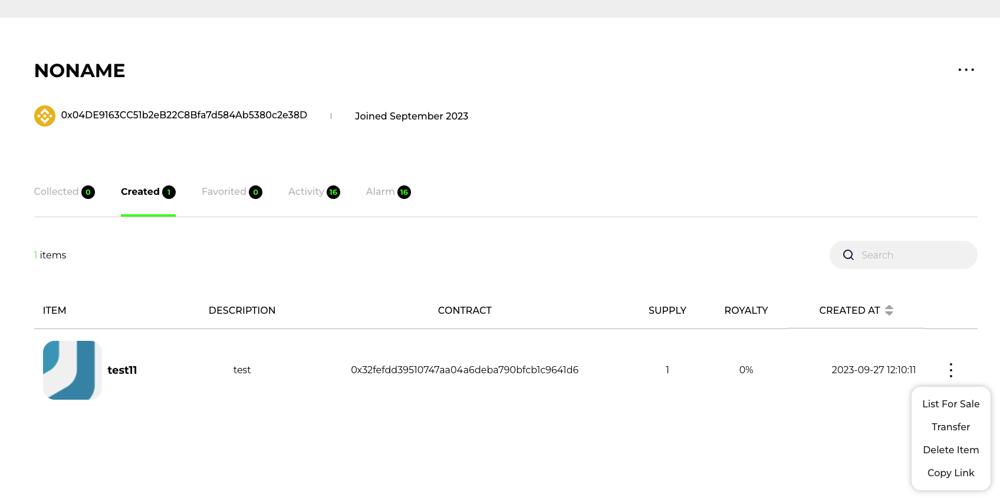 NONAME
0x04DE9163CC51b2eB22C8Bfa7d584Ab5380c2e38D Joined September 2023
Collected 0 Created 1 Favorited 0 Activity 16 Alarm 16
1 items Search
ITEM DESCRIPTION CONTRACT SUPPLY ROYALTY CREATED AT
test11 test 0x32fefdd39510747aa04a6deba790bfcb1c9641d6 1 0% 2023-09-27 12:10:11
List For Sale
Transfer
Delete Item
Copy Link